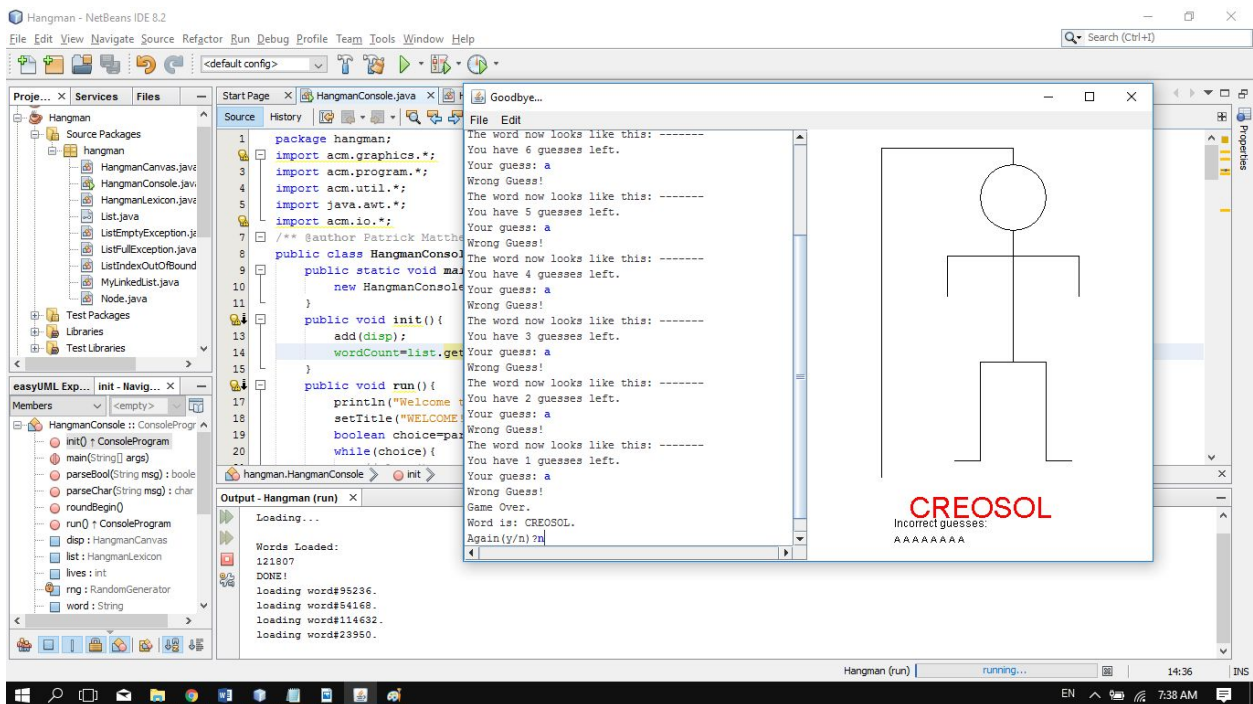 Hangman - NetBeans IDE 8.2
File Edit View Navigate Source Refactor Run Debug Profile Team Tools Window Help
Search (Ctrl+I)
<default config>
Proje... Services Files
Hangman
Source Packages
hangman
HangmanCanvas.java
HangmanConsole.java
HangmanLexicon.java
List.java
ListEmptyException.ja
ListFullException.java
ListIndexOutOfBound
MyLinkedList.java
Node.java
Test Packages
Libraries
Test Libraries
easyUML Exp... init - Navig...
Members <empty>
HangmanConsole :: ConsoleProgr
init() ↑ ConsoleProgram
main(String[] args)
parseBool(String msg) : boole
parseChar(String msg) : char
roundBegin()
run() ↑ ConsoleProgram
disp : HangmanCanvas
list : HangmanLexicon
lives : int
rng : RandomGenerator
word : String
Start Page HangmanConsole.java
Source History
1 package hangman;
import acm.graphics.*;
3 import acm.program.*;
4 import acm.util.*;
5 import java.awt.*;
import acm.io.*;
7 /** @author Patrick Matthe
8 public class HangmanConsol
9 public static void mai
10 new HangmanConsole
11 }
public void init(){
13 add(disp);
14 wordCount=list.get
15 }
public void run(){
17 println("Welcome t
18 setTitle("WELCOME!
19 boolean choice=par
20 while(choice){
hangman.HangmanConsole init
Output - Hangman (run)
Loading...
Words Loaded:
121807
DONE!
loading word#95236.
loading word#54168.
loading word#114632.
loading word#23950.
Goodbye...
File Edit
The word now looks like this: -------
You have 6 guesses left.
Your guess: a
Wrong Guess!
The word now looks like this: -------
You have 5 guesses left.
Your guess: a
Wrong Guess!
The word now looks like this: -------
You have 4 guesses left.
Your guess: a
Wrong Guess!
The word now looks like this: -------
You have 3 guesses left.
Your guess: a
Wrong Guess!
The word now looks like this: -------
You have 2 guesses left.
Your guess: a
Wrong Guess!
The word now looks like this: -------
You have 1 guesses left.
Your guess: a
Wrong Guess!
Game Over.
Word is: CREOSOL.
Again(y/n)?n
CREOSOL
Incorrect guesses:
A A A A A A A A
Properties
Hangman (run) running... 14:36 INS
EN 7:38 AM